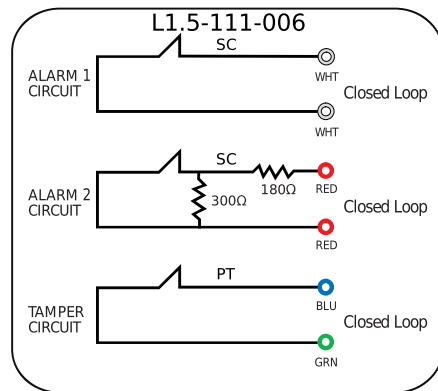 L1.5-111-006
SC
WHT
ALARM 1
CIRCUIT
Closed Loop
WHT
SC
180Ω
RED
ALARM 2
CIRCUIT
300Ω
Closed Loop
RED
PT
BLU
TAMPER
CIRCUIT
Closed Loop
GRN